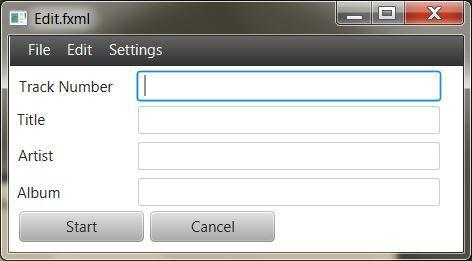 Edit.fxml
File Edit Settings
Track Number
Title
Artist
Album
Start Cancel